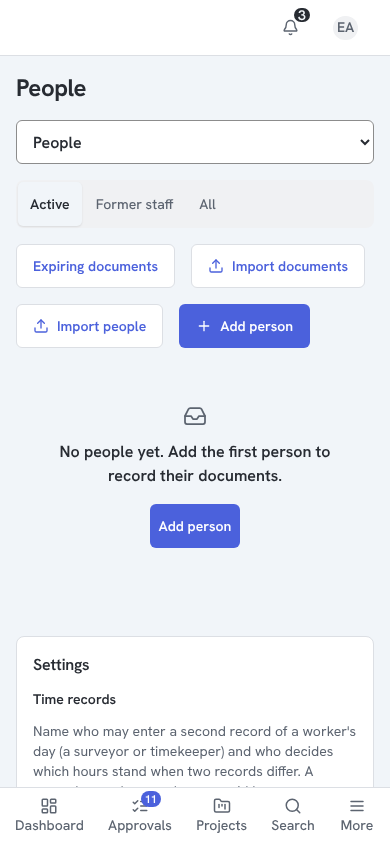 3
EA
People
People
Active
Former staff
All
Expiring documents
Import documents
Import people
Add person
No people yet. Add the first person to
record their documents.
Add person
Settings
Time records
Name who may enter a second record of a worker's
day (a surveyor or timekeeper) and who decides
which hours stand when two records differ. A
11
Dashboard
Approvals
Projects
Search
More